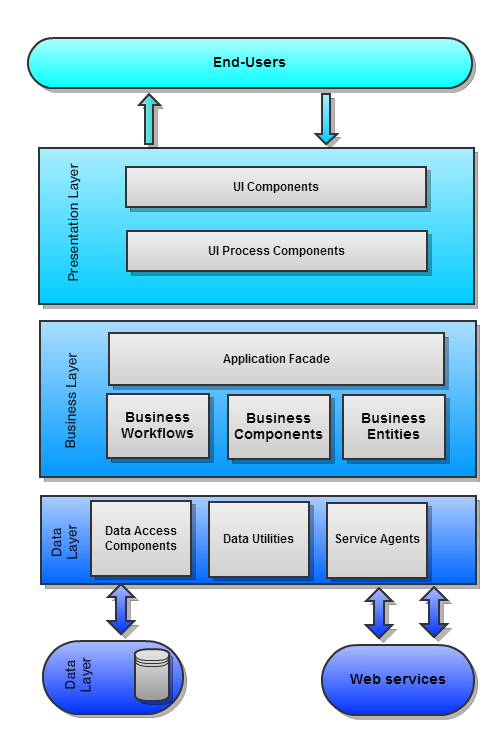 End-Users
Presentation Layer
UI Components
UI Process Components
Business Layer
Application Facade
Business
Workflows
Business
Components
Business
Entities
Data
Layer
Data Access
Components
Data Utilities
Service Agents
Data
Layer
Web services